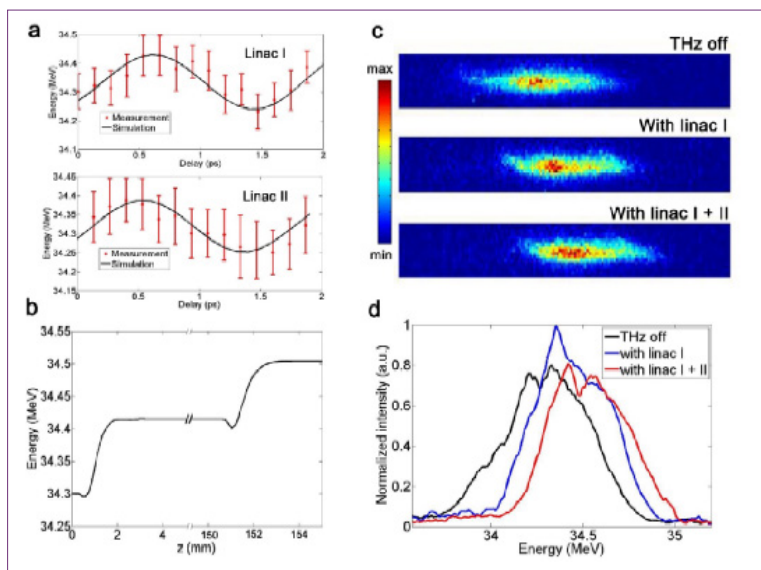 a
Linac I
Energy (MeV)
34.5
34.4
34.3
34.2
34.1
Measurement
Simulation
0
0.5
1
1.5
2
Delay (ps)
Linac II
Energy (MeV)
34.45
34.4
34.35
34.3
34.25
34.2
34.15
Measurement
Simulation
0
0.5
1
1.5
2
Delay (ps)
b
Energy (MeV)
34.55
34.5
34.45
34.4
34.35
34.3
34.25
0
2
4
150
152
154
z (mm)
c
max
min
THz off
With linac I
With linac I + II
d
Normalized intensity (a.u.)
1
0.8
0.6
0.4
0.2
0
THz off
with linac I
with linac I + II
34
34.5
35
Energy (MeV)